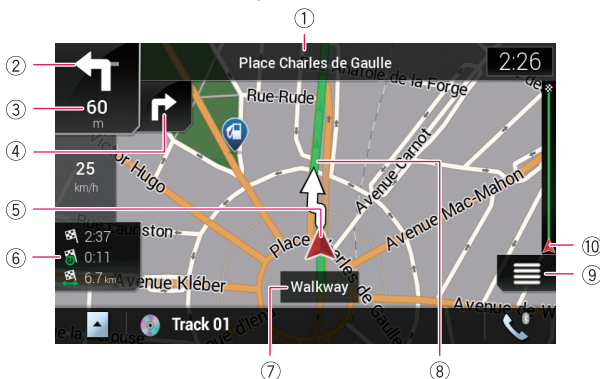 ①
Place Charles de Gaulle
2:26
②
③
60
m
④
25
km/h
⑤
⑥
2:37
0:11
6.7 km
Rue-Rude
Anatole de la Forge
Victor Hugo
Avenue Carnot
Avenue Mac-Mahon
Place Charles de Gaulle
Avenue Kléber
Walkway
Avenue de W
⑩
⑨
Track 01
⑦
⑧